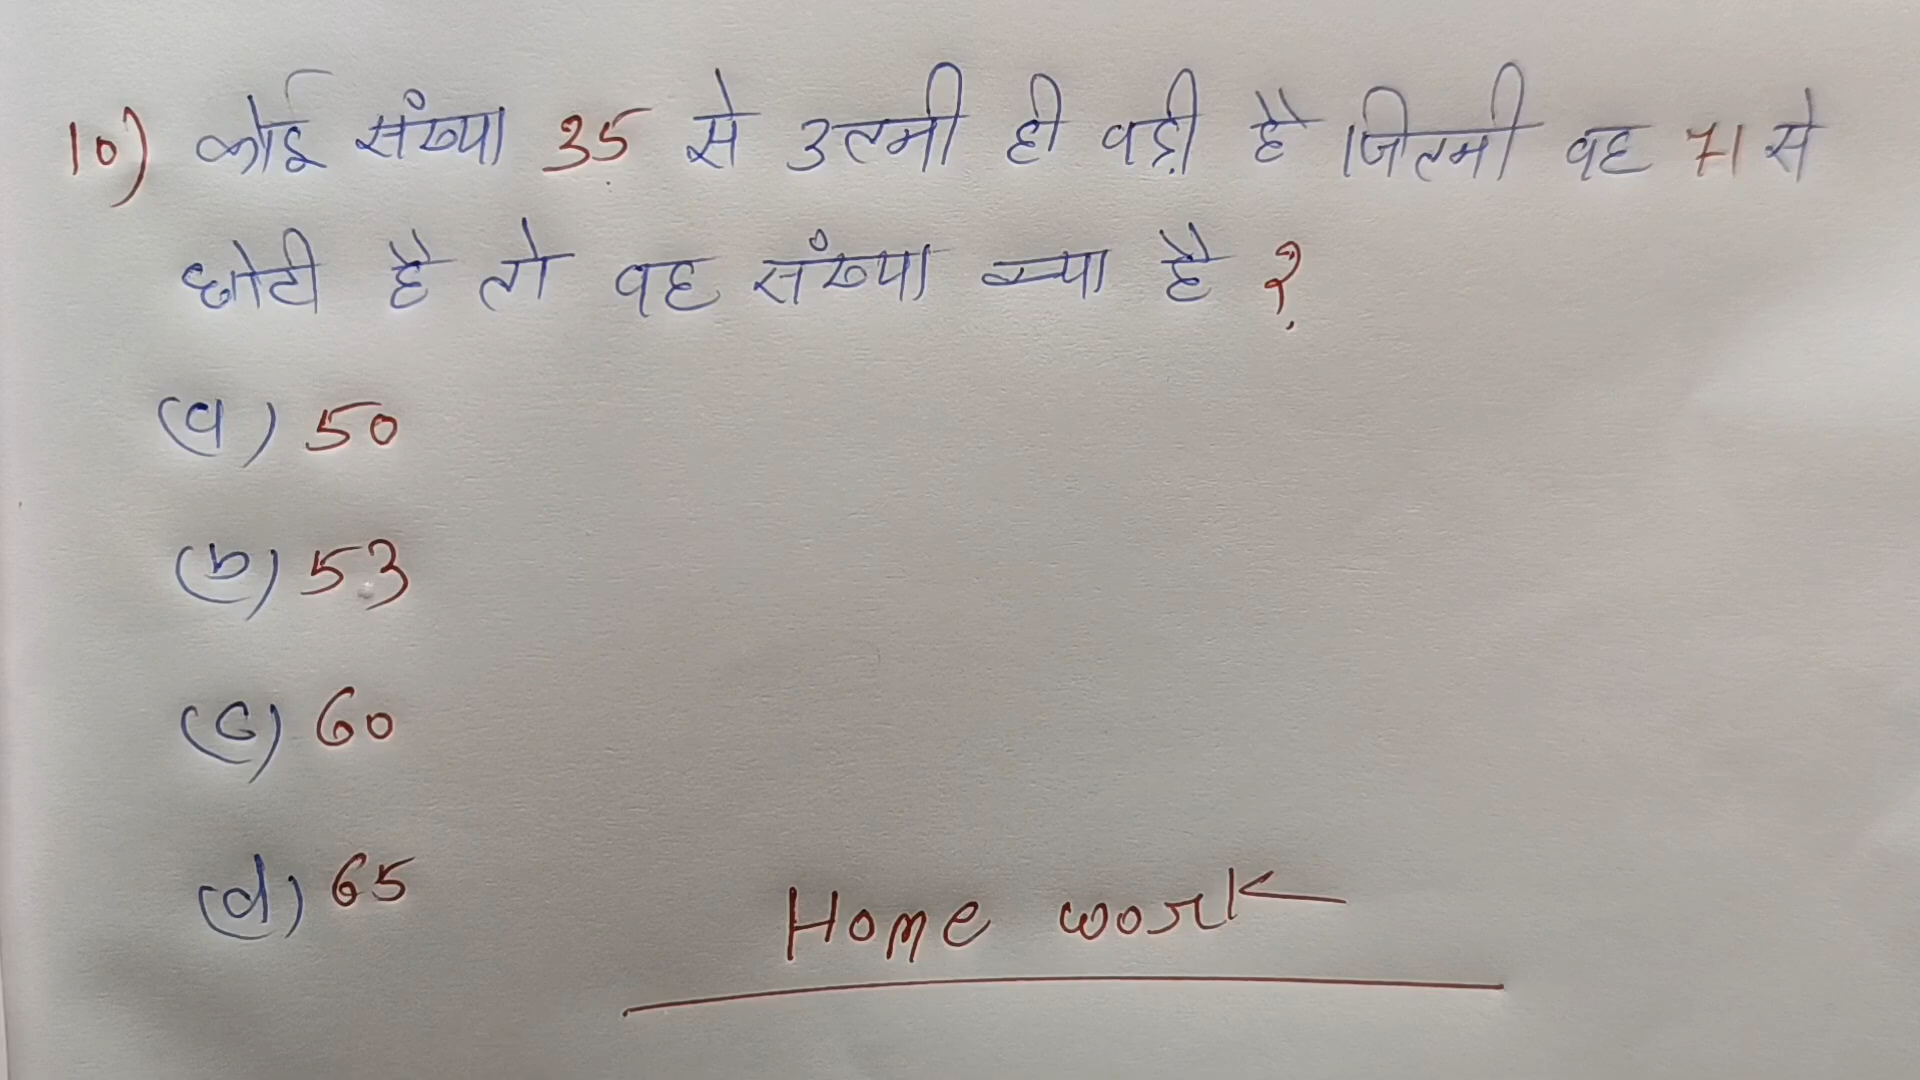 10) कोई संख्या 35 से उतनी ही बड़ी है जितनी वह 71 से
छोटी है तो वह संख्या क्या है ?
(a) 50
(b) 53
(c) 60
(d) 65
Home work